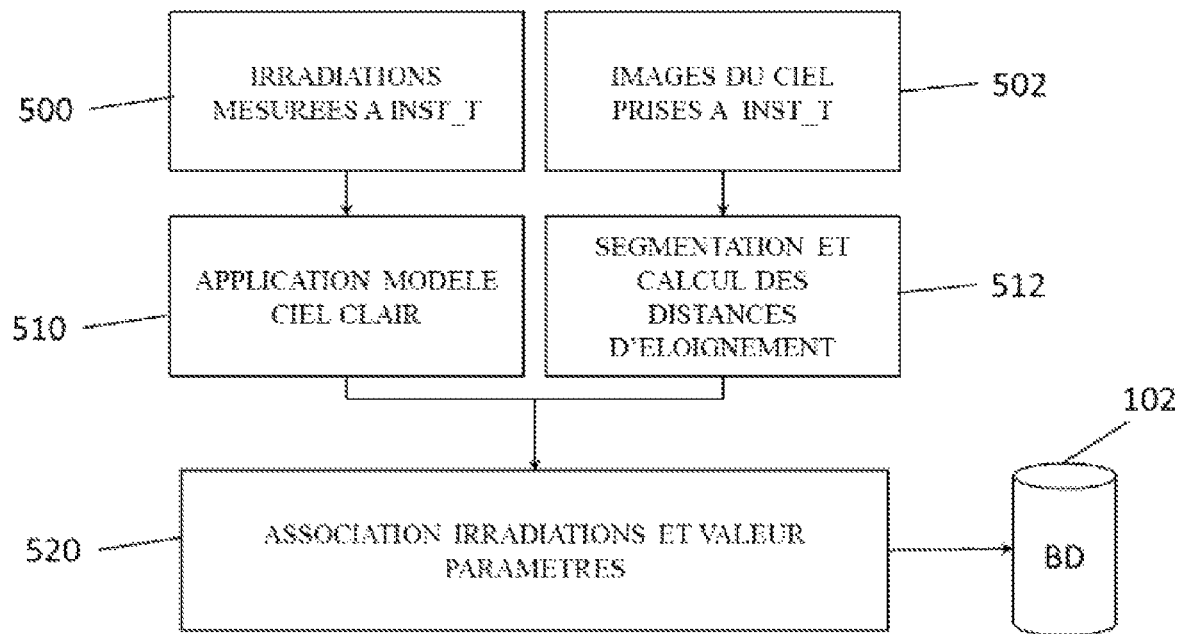 500
IRRADIATIONS
MESUREES A INST_T
IMAGES DU CIEL
PRISES A INST_T
502
510
APPLICATION MODELE
CIEL CLAIR
SEGMENTATION ET
CALCUL DES
DISTANCES
D'ELOIGNEMENT
512
102
520
ASSOCIATION IRRADIATIONS ET VALEUR
PARAMETRES
BD